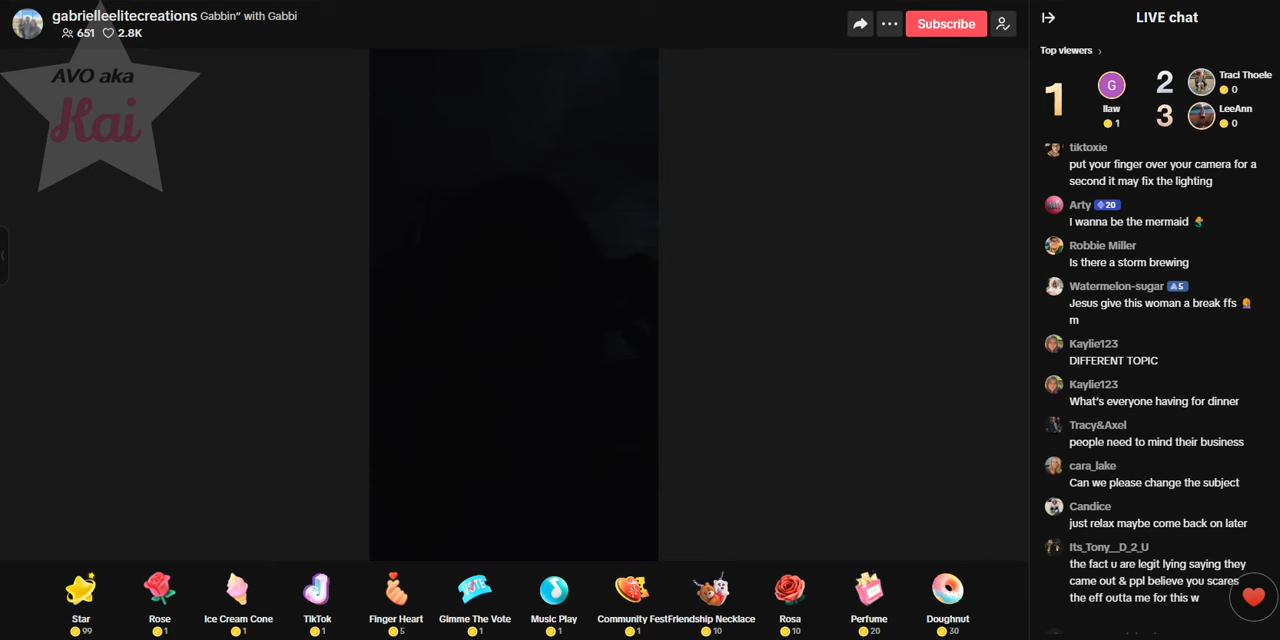 gabrielleelitecreations Gabbin” with Gabbi
651 2.8K
Subscribe
AVO aka
Kai
LIVE chat
Top viewers
1
G
llaw
1
2
Traci Thoele
0
3
LeeAnn
0
tiktoxie
put your finger over your camera for a
second it may fix the lighting
Arty 20
I wanna be the mermaid
Robbie Miller
Is there a storm brewing
Watermelon-sugar 5
Jesus give this woman a break ffs
m
Kaylie123
DIFFERENT TOPIC
Kaylie123
What's everyone having for dinner
Tracy&Axel
people need to mind their business
cara_lake
Can we please change the subject
Candice
just relax maybe come back on later
Its_Tony__D_2_U
the fact u are legit lying saying they
came out & ppl believe you scares
the eff outta me for this w
Star
99
Rose
1
Ice Cream Cone
1
TikTok
1
Finger Heart
5
VOTE
Gimme The Vote
1
Music Play
1
Community Fest
1
Friendship Necklace
10
Rosa
10
Perfume
20
Doughnut
30